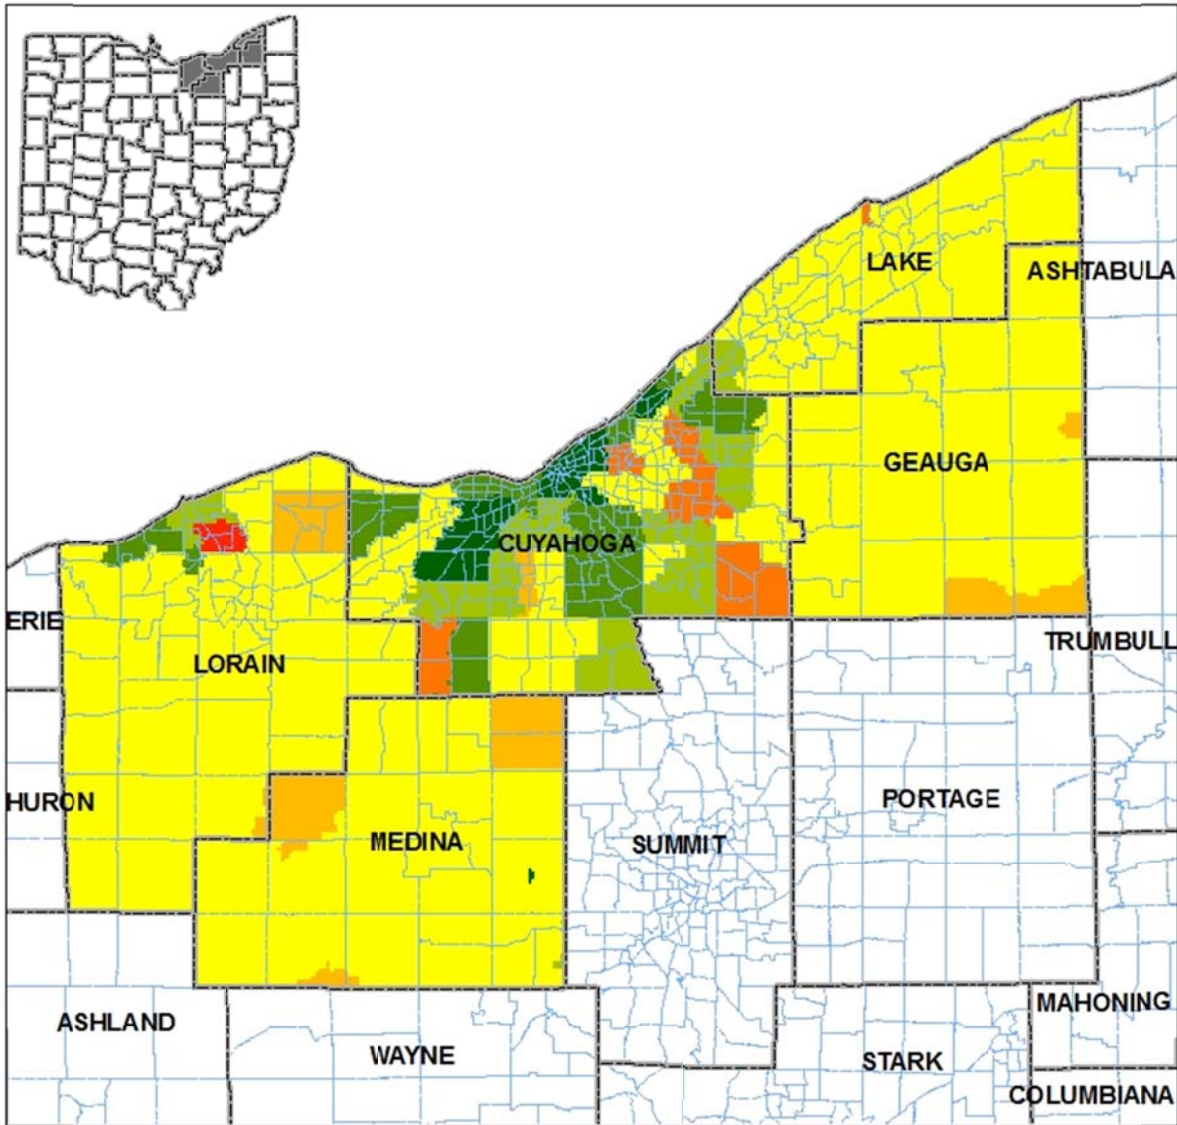 LAKE
ASHTABULA
GEAUGA
CUYAHOGA
ERIE
TRUMBULL
LORAIN
HURON
PORTAGE
MEDINA
SUMMIT
MAHONING
ASHLAND
WAYNE
STARK
COLUMBIANA